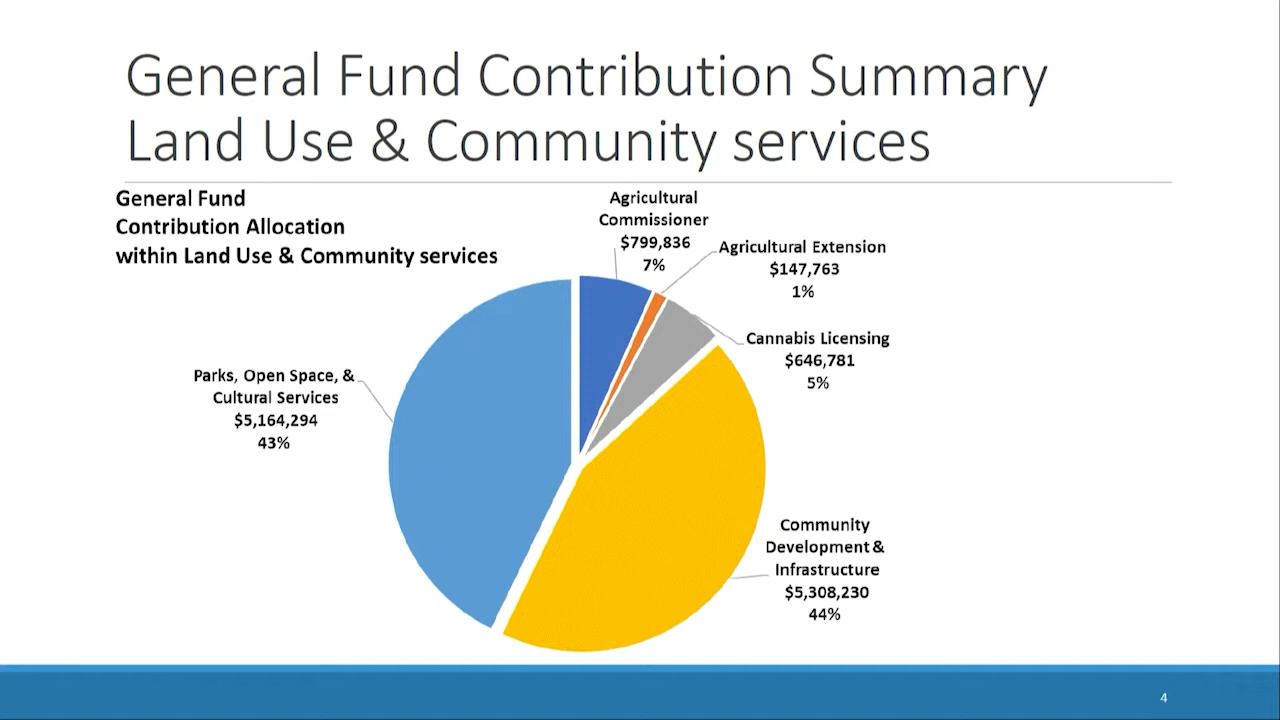 General Fund Contribution Summary
Land Use & Community services
General Fund
Contribution Allocation
within Land Use & Community services
Agricultural
Commissioner
$799,836
7%
Agricultural Extension
$147,763
1%
Cannabis Licensing
$646,781
5%
Parks, Open Space, &
Cultural Services
$5,164,294
43%
Community
Development &
Infrastructure
$5,308,230
44%
4